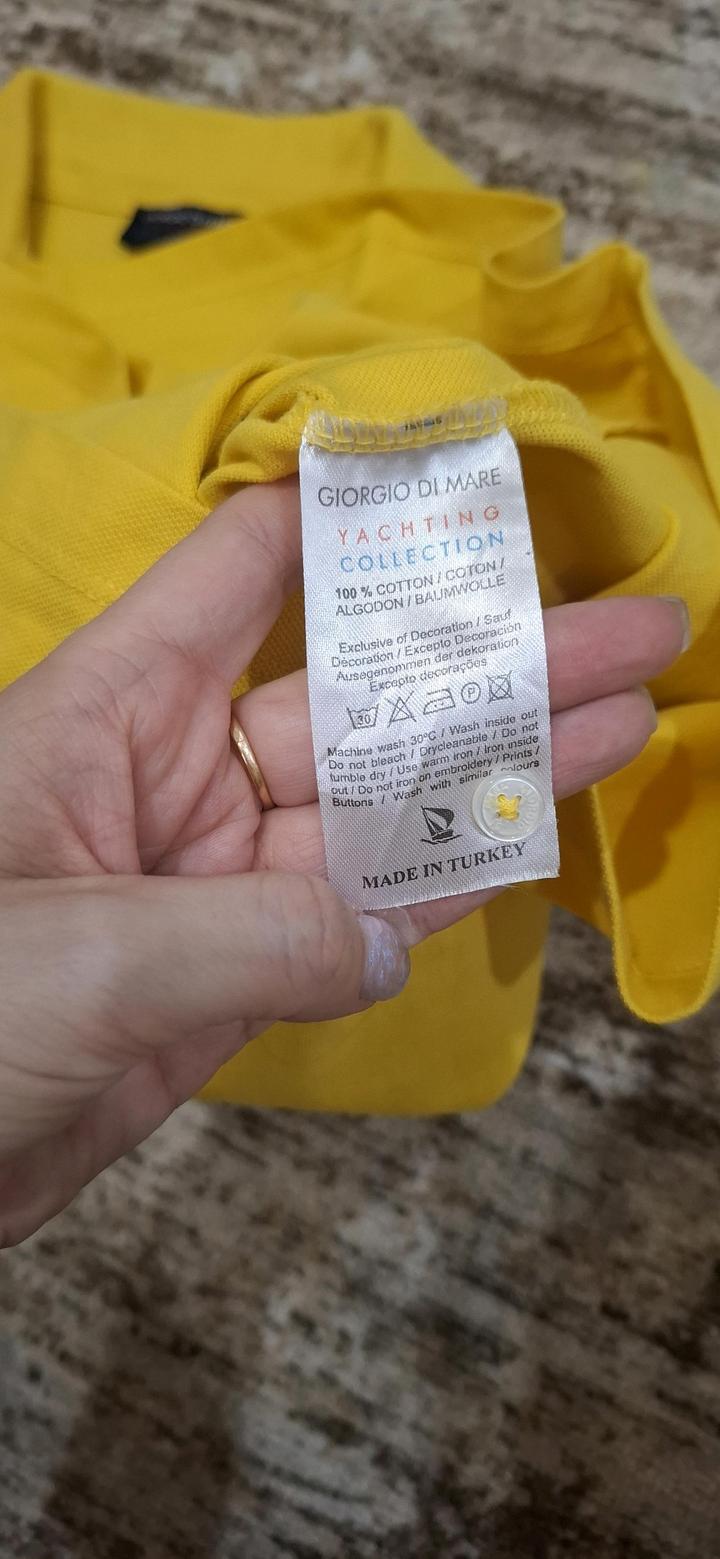 GIORGIO DI MARE
YACHTING
COLLECTION
100 % COTTON / COTON /
ALGODON / BAUMWOLLE
Exclusive of Decoration / Sauf
Décoration / Excepto Decoración
Ausegenommen der dekoration
Excepto decorações
30 P
Machine wash 30°C / Wash inside out
Do not bleach / Drycleanable / Do not
tumble dry / Use warm iron / Iron inside
out / Do not iron on embroidery / Prints /
Buttons / Wash with similar colours
MADE IN TURKEY